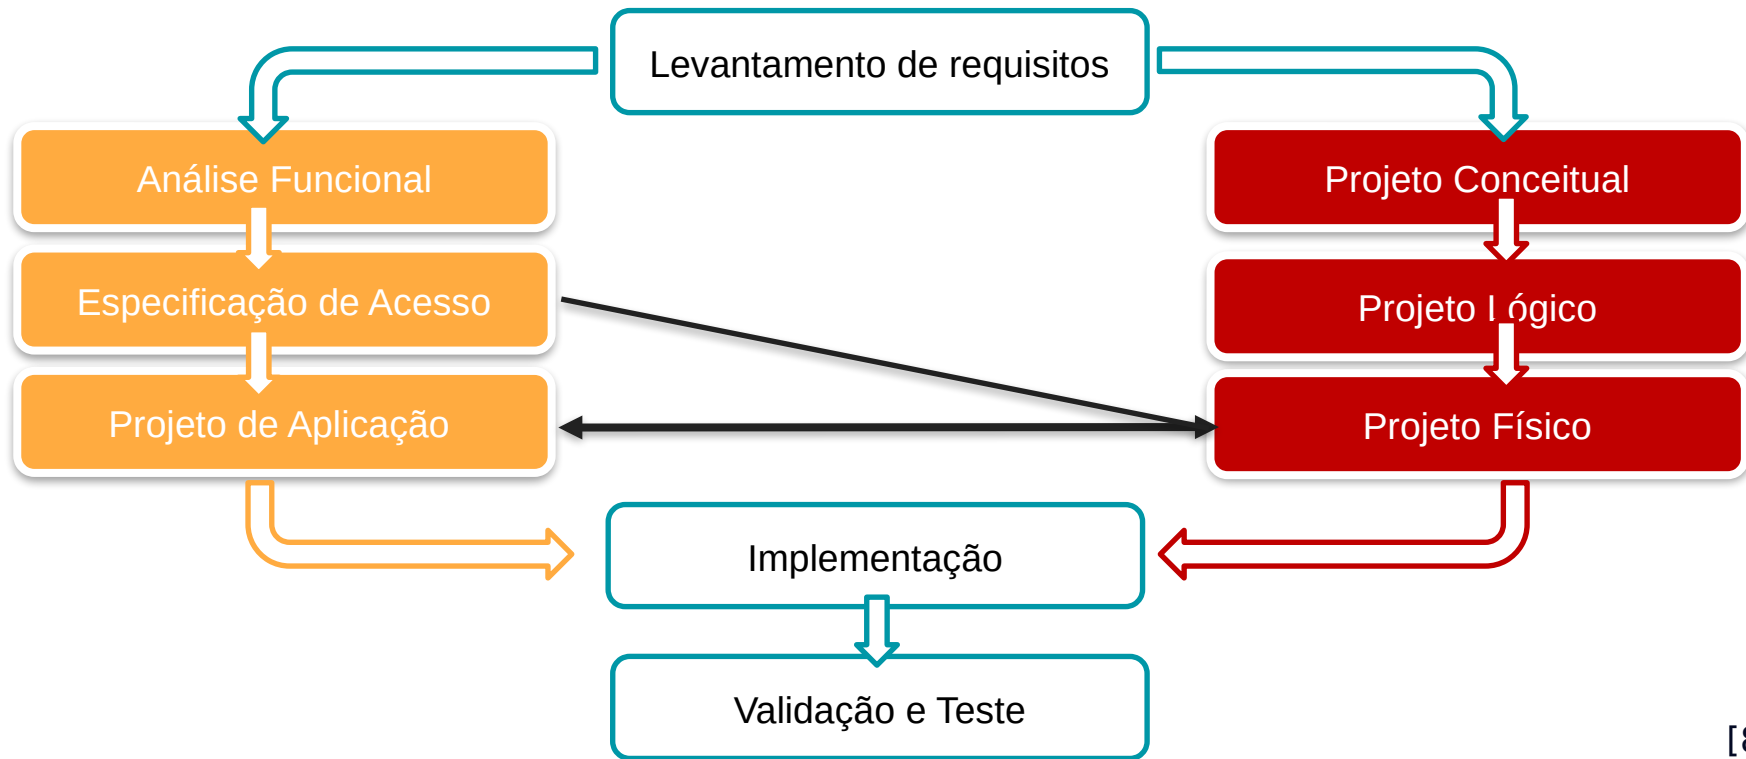 Levantamento de requisitos
Análise Funcional
Projeto Conceitual
Especificação de Acesso
Projeto Lógico
Projeto de Aplicação
Projeto Físico
Implementação
Validação e Teste
[8